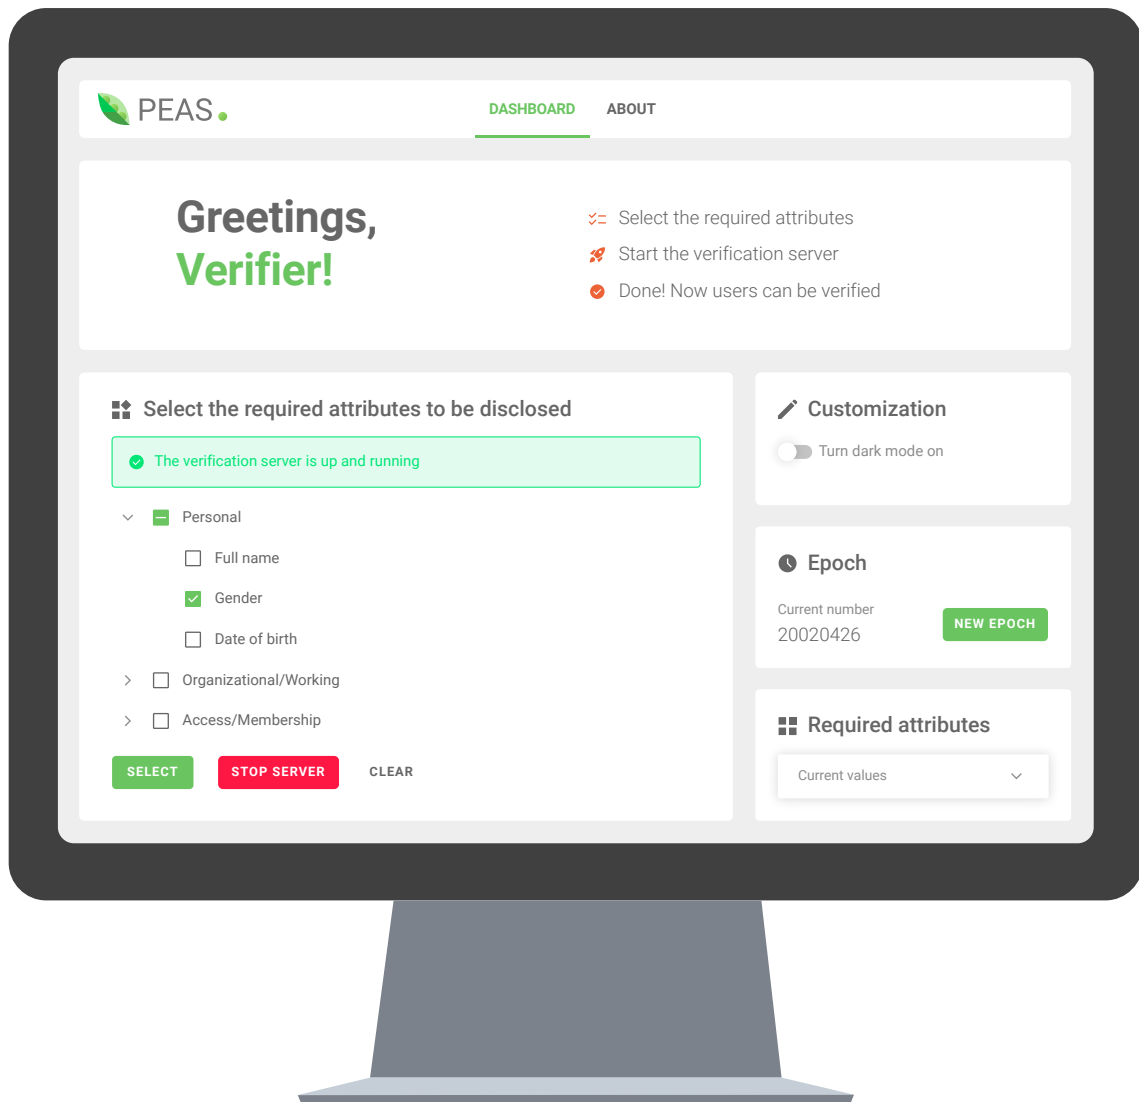 PEAS
DASHBOARD
ABOUT
Greetings,
Verifier!
Select the required attributes
Start the verification server
Done! Now users can be verified
Select the required attributes to be disclosed
The verification server is up and running
Personal
Full name
Gender
Date of birth
Organizational/Working
Access/Membership
SELECT
STOP SERVER
CLEAR
Customization
Turn dark mode on
Epoch
Current number
20020426
NEW EPOCH
Required attributes
Current values